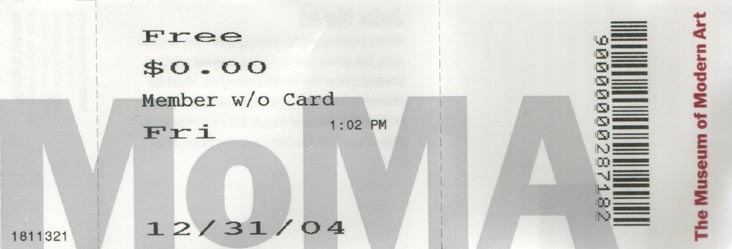 Free
$0.00
Member w/o Card
Fri 1:02 PM
MoMA
12/31/04
1811321
9000000287182
The Museum of Modern Art